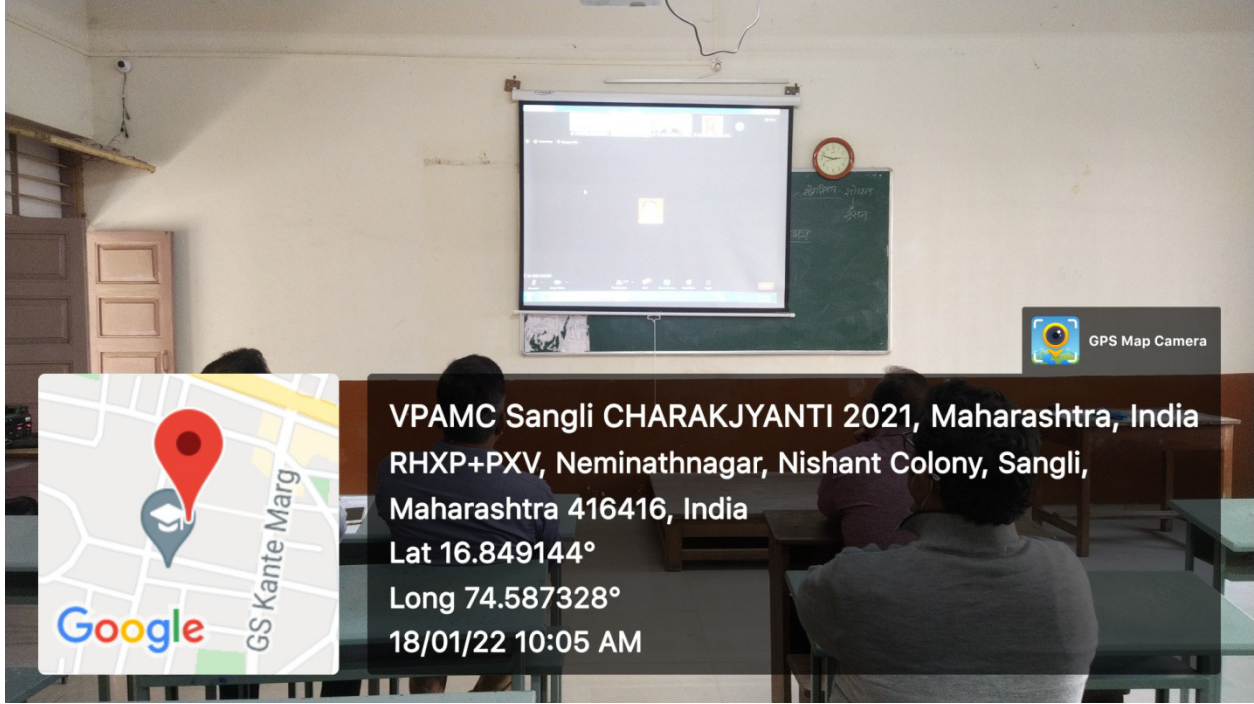 शोधन
GPS Map Camera
VPAMC Sangli CHARAKJYANTI 2021, Maharashtra, India
RHXP+PXV, Neminathnagar, Nishant Colony, Sangli,
Maharashtra 416416, India
Lat 16.849144°
Long 74.587328°
18/01/22 10:05 AM
GS Kante Marg
Google